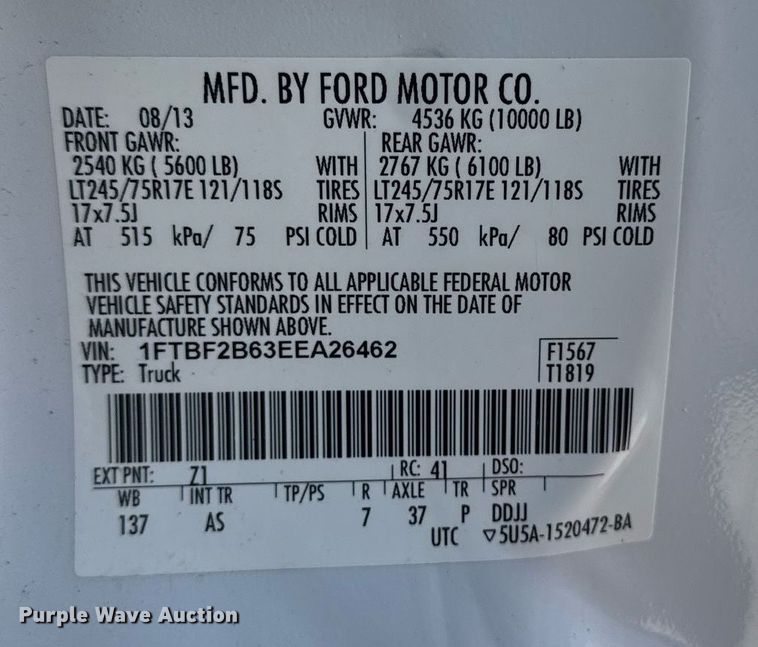 MFD. BY FORD MOTOR CO.
DATE: 08/13 GVWR: 4536 KG (10000 LB)
FRONT GAWR: REAR GAWR:
2540 KG ( 5600 LB) WITH 2767 KG ( 6100 LB) WITH
LT245/75R17E 121/118S TIRES LT245/75R17E 121/118S TIRES
17x7.5J RIMS 17x7.5J RIMS
AT 515 kPa/ 75 PSI COLD AT 550 kPa/ 80 PSI COLD
THIS VEHICLE CONFORMS TO ALL APPLICABLE FEDERAL MOTOR
VEHICLE SAFETY STANDARDS IN EFFECT ON THE DATE OF
MANUFACTURE SHOWN ABOVE.
VIN: 1FTBF2B63EEA26462 F1567
TYPE: Truck T1819
EXT PNT: Z1 RC: 41 DSO:
WB INT TR TP/PS R AXLE TR SPR
137 AS 7 37 P DDJJ
UTC ▽5U5A-1520472-BA
Purple Wave Auction